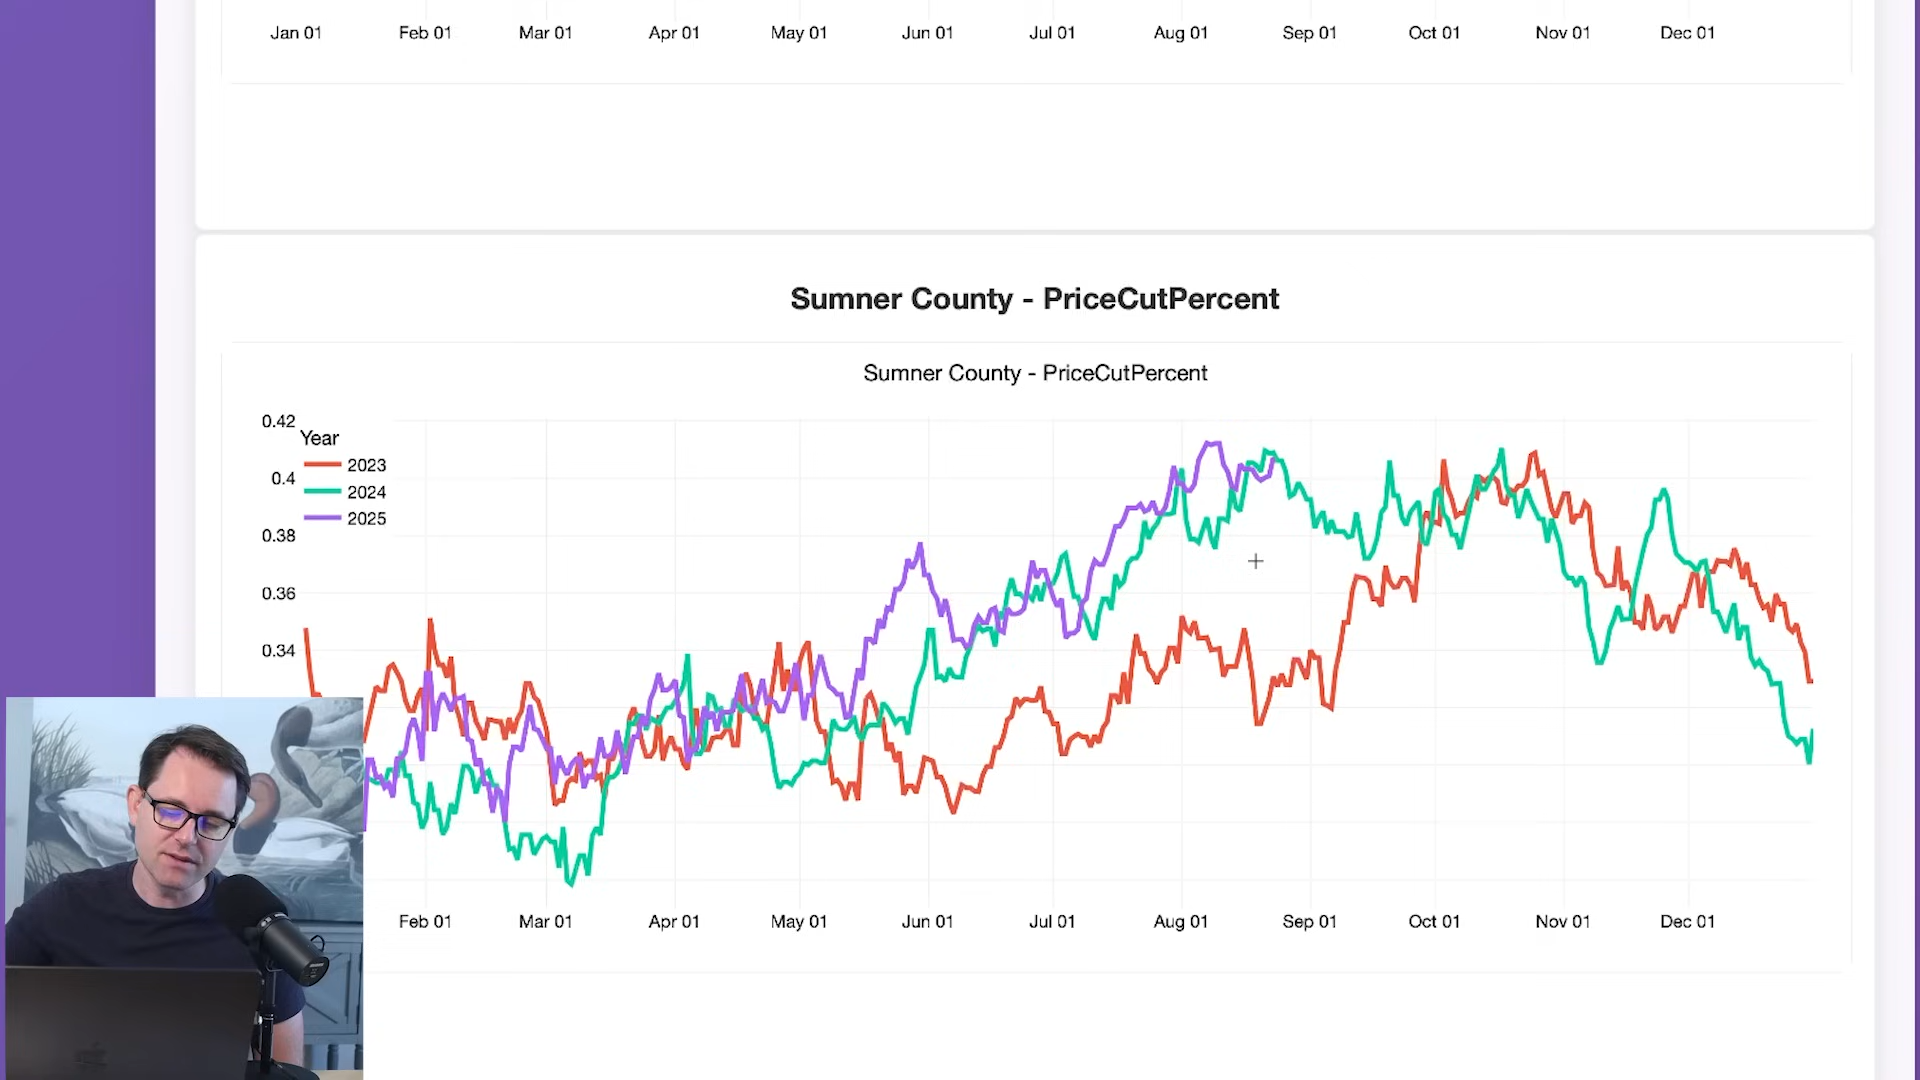 Jan 01 Feb 01 Mar 01 Apr 01 May 01 Jun 01 Jul 01 Aug 01 Sep 01 Oct 01 Nov 01 Dec 01
Sumner County - PriceCutPercent
Sumner County - PriceCutPercent
0.42
Year
2023
0.4
2024
2025
0.38
0.36
0.34
Feb 01 Mar 01 Apr 01 May 01 Jun 01 Jul 01 Aug 01 Sep 01 Oct 01 Nov 01 Dec 01